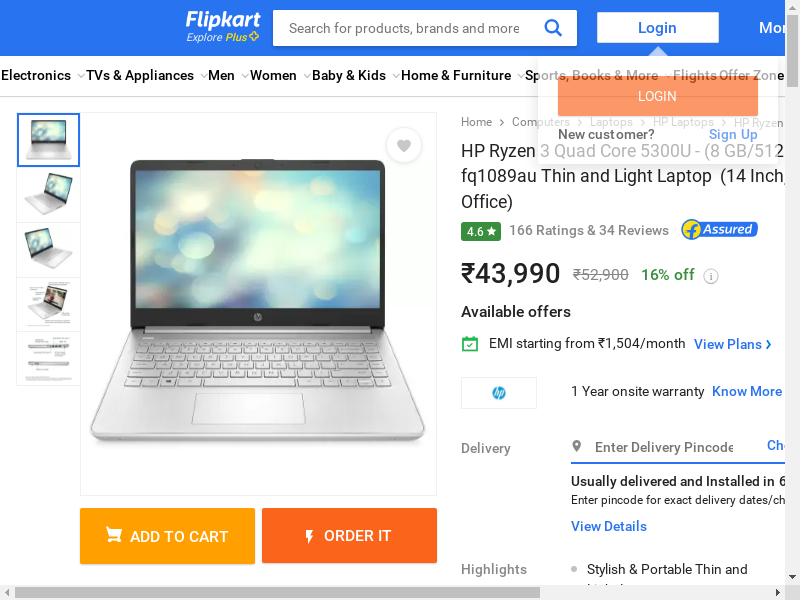 Flipkart
Explore Plus
Search for products, brands and more
Login
Electronics
TVs & Appliances
Men
Women
Baby & Kids
Home & Furniture
Sports, Books & More
Flights
Offer Zone
LOGIN
New customer?
Sign Up
Home
Computers
Laptops
HP Laptops
HP Ryzen
HP Ryzen 3 Quad Core 5300U - (8 GB/512
fq1089au Thin and Light Laptop (14 Inch,
Office)
4.6
166 Ratings & 34 Reviews
Assured
₹43,990
₹52,900
16% off
Available offers
EMI starting from ₹1,504/month
View Plans
hp
1 Year onsite warranty
Know More
Delivery
Enter Delivery Pincode
Usually delivered and Installed in 6
Enter pincode for exact delivery dates/ch
View Details
ADD TO CART
ORDER IT
Highlights
Stylish & Portable Thin and